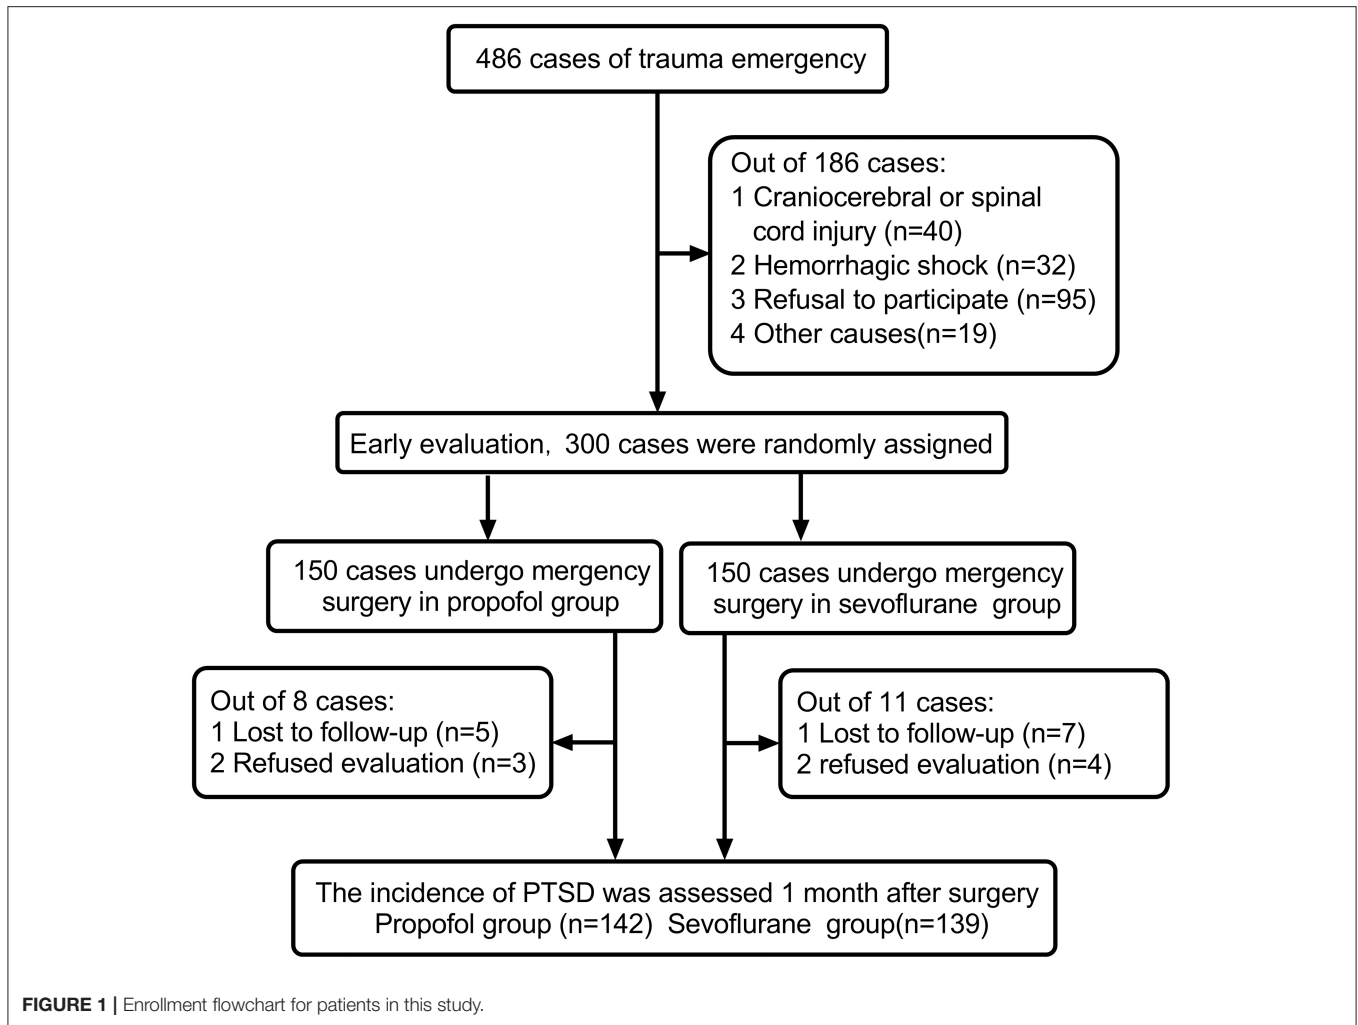 486 cases of trauma emergency
Out of 186 cases:
1 Craniocerebral or spinal
cord injury (n=40)
2 Hemorrhagic shock (n=32)
3 Refusal to participate (n=95)
4 Other causes(n=19)
Early evaluation, 300 cases were randomly assigned
150 cases undergo mergency
surgery in propofol group
150 cases undergo mergency
surgery in sevoflurane group
Out of 8 cases:
1 Lost to follow-up (n=5)
2 Refused evaluation (n=3)
Out of 11 cases:
1 Lost to follow-up (n=7)
2 refused evaluation (n=4)
The incidence of PTSD was assessed 1 month after surgery
Propofol group (n=142) Sevoflurane group(n=139)
FIGURE 1 | Enrollment flowchart for patients in this study.